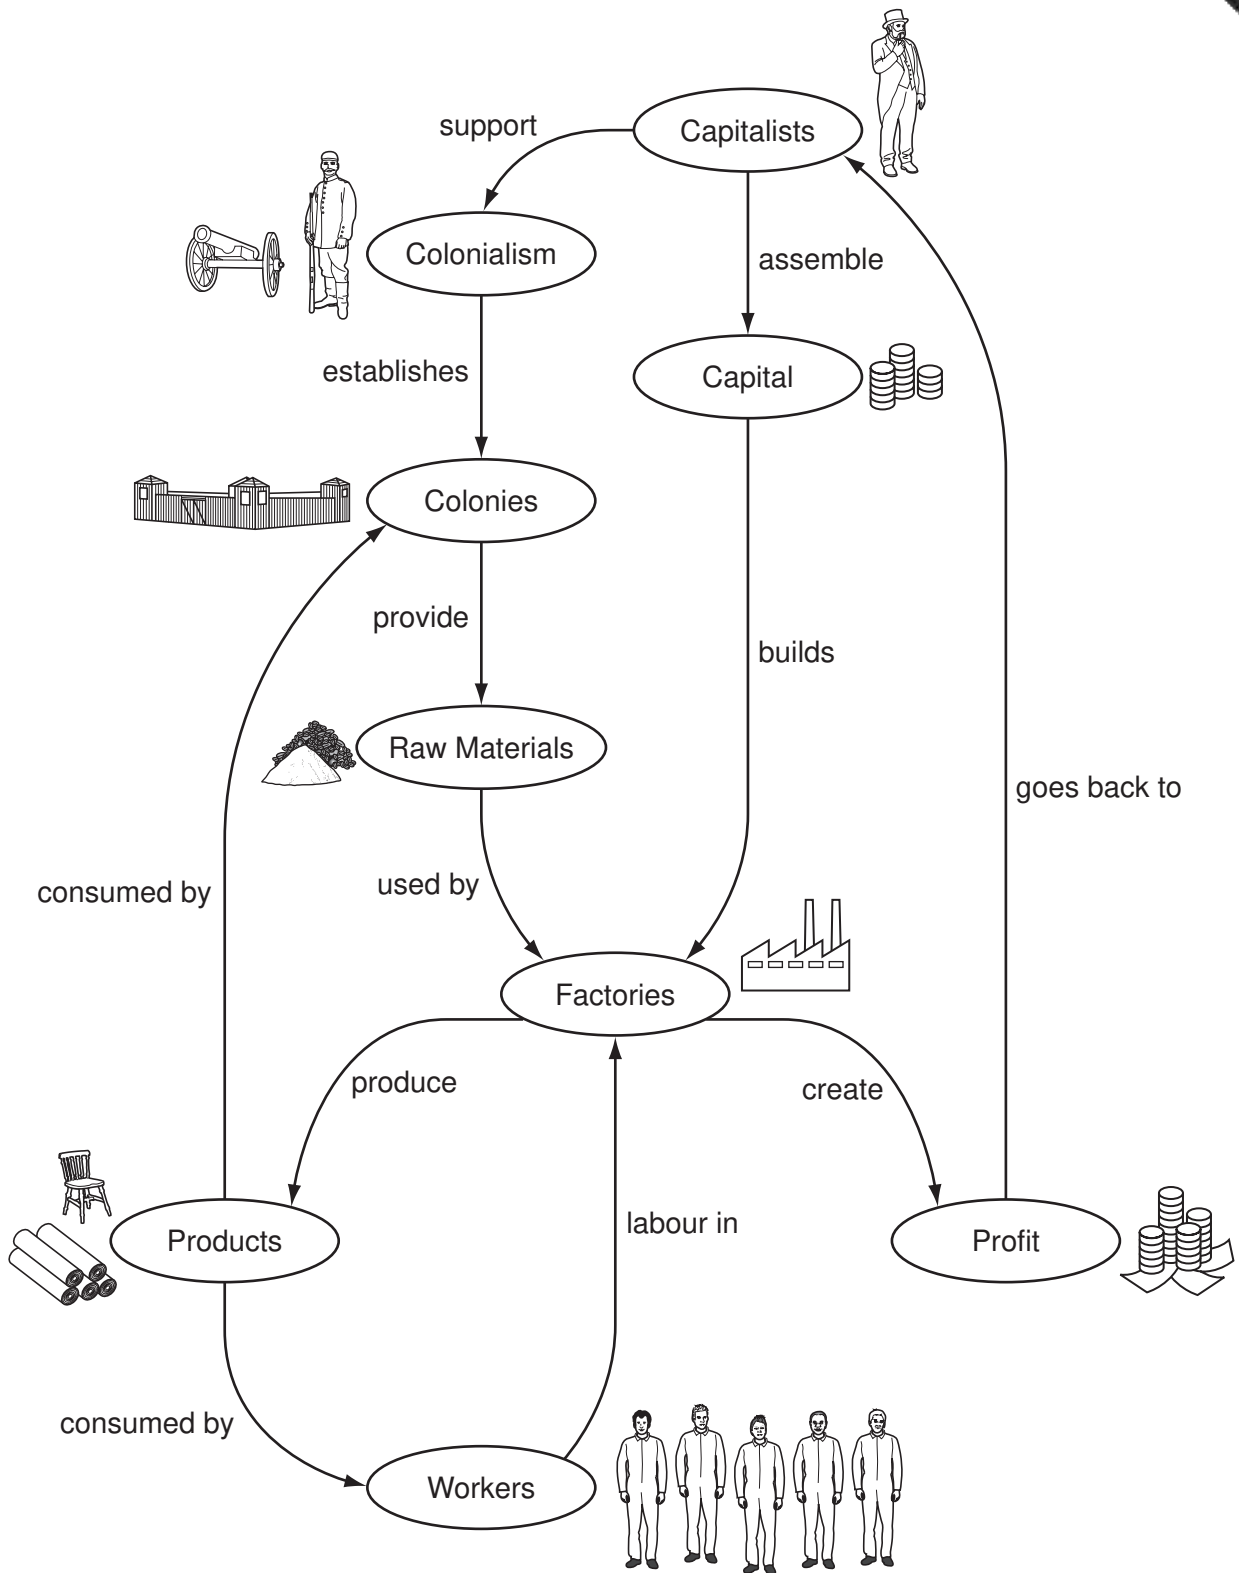 Capitalists
support
Colonialism
assemble
establishes
Capital
Colonies
provide
builds
Raw Materials
goes back to
used by
consumed by
Factories
produce
create
labour in
Products
Profit
consumed by
Workers